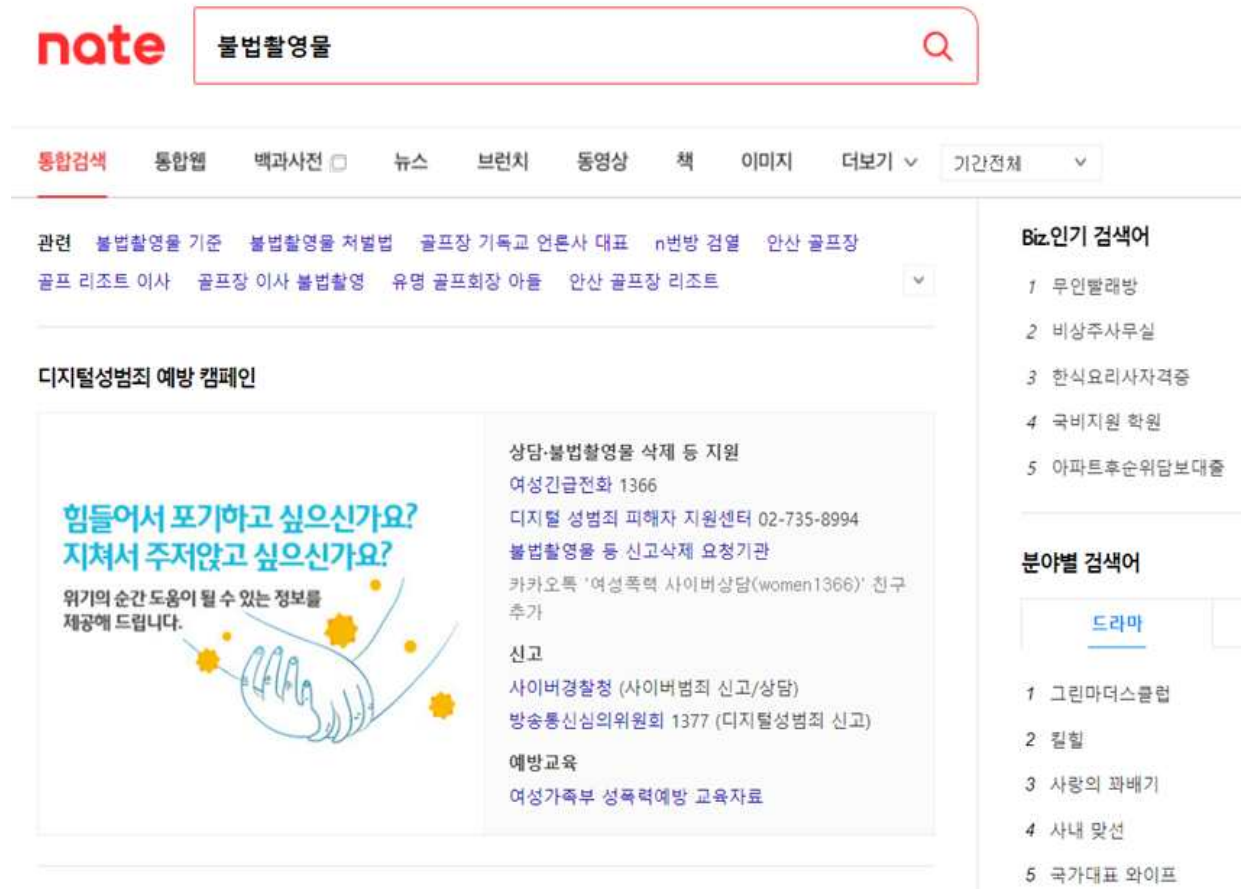 nate
불법촬영물
통합검색 통합웹 백과사전 뉴스 브런치 동영상 책 이미지 더보기 기간전체
관련 불법촬영물 기준 불법촬영물 처벌법 골프장 기독교 언론사 대표 n번방 검열 안산 골프장
골프 리조트 이사 골프장 이사 불법촬영 유명 골프회장 아들 안산 골프장 리조트
디지털성범죄 예방 캠페인
힘들어서 포기하고 싶으신가요?
지쳐서 주저앉고 싶으신가요?
위기의 순간 도움이 될 수 있는 정보를
제공해 드립니다.
상담·불법촬영물 삭제 등 지원
여성긴급전화 1366
디지털 성범죄 피해자 지원센터 02-735-8994
불법촬영물 등 신고삭제 요청기관
카카오톡 '여성폭력 사이버상담(women1366)' 친구
추가
신고
사이버경찰청 (사이버범죄 신고/상담)
방송통신심의위원회 1377 (디지털성범죄 신고)
예방교육
여성가족부 성폭력예방 교육자료
Biz.인기 검색어
1 무인빨래방
2 비상주사무실
3 한식요리사자격증
4 국비지원 학원
5 아파트후순위담보대출
분야별 검색어
드라마
1 그린마더스클럽
2 킬힐
3 사랑의 꽈배기
4 사내 맞선
5 국가대표 와이프